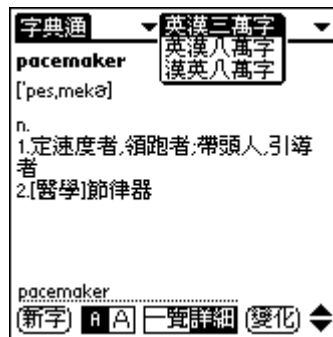 字典通
英漢三萬字
英漢八萬字
漢英八萬字
pacemaker
['pes,mekɚ]
n.
1.定速度者,領跑者;帶頭人,引導
者
2.[醫學]節律器
pacemaker
新字 A A 一覽 詳細 變化